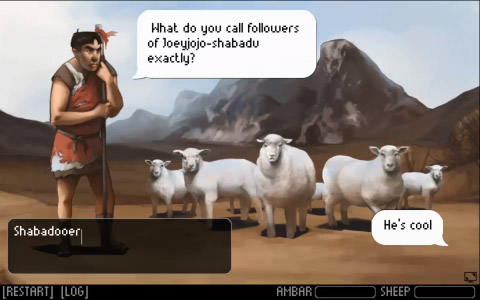 What do you call followers
of Joeyjojo-shabadu
exactly?
He's cool
Shabadooer
[RESTART] [LOG]
AMBAR
SHEEP